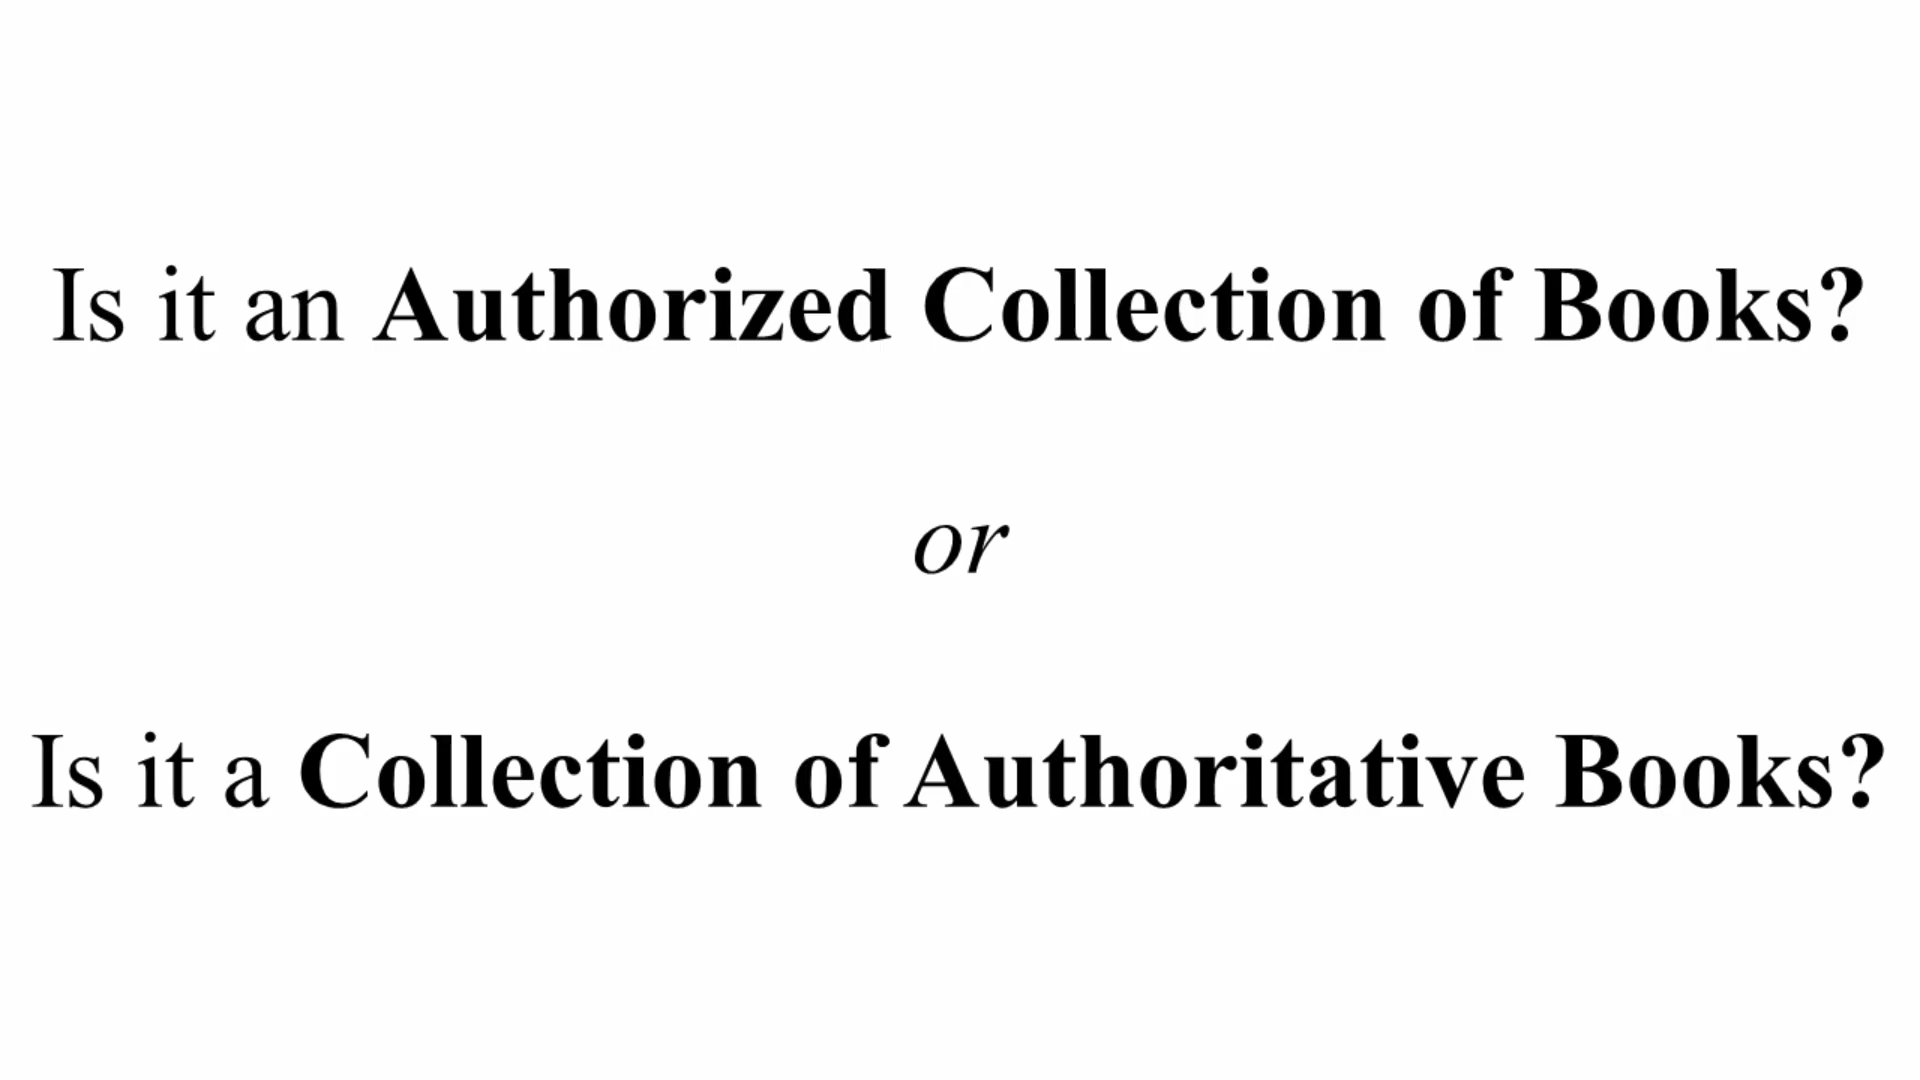 Is it an Authorized Collection of Books?
or
Is it a Collection of Authoritative Books?